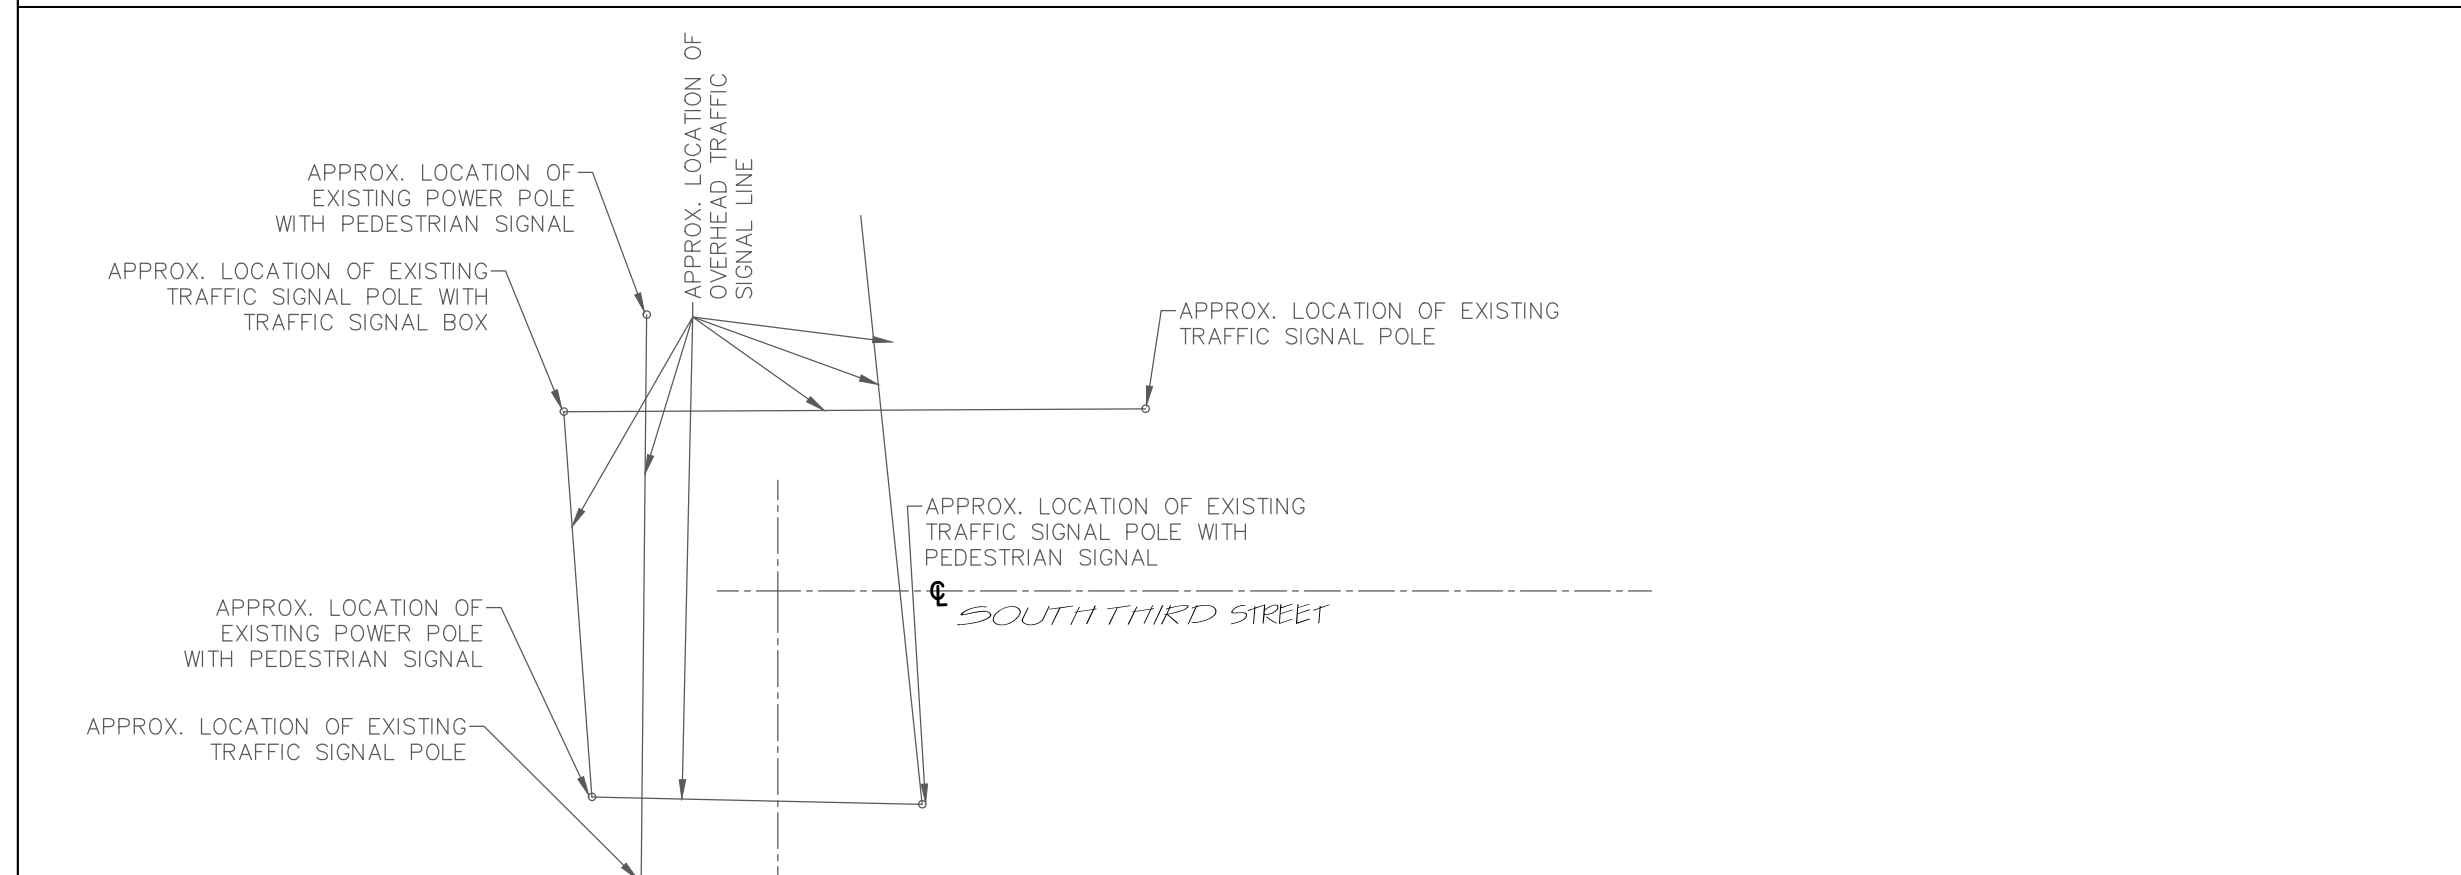 APPROX. LOCATION OF
OVERHEAD TRAFFIC
SIGNAL LINE
APPROX. LOCATION OF
EXISTING POWER POLE
WITH PEDESTRIAN SIGNAL
APPROX. LOCATION OF EXISTING
TRAFFIC SIGNAL POLE WITH
TRAFFIC SIGNAL BOX
APPROX. LOCATION OF EXISTING
TRAFFIC SIGNAL POLE
APPROX. LOCATION OF EXISTING
TRAFFIC SIGNAL POLE WITH
PEDESTRIAN SIGNAL
℄
SOUTH THIRD STREET
APPROX. LOCATION OF
EXISTING POWER POLE
WITH PEDESTRIAN SIGNAL
APPROX. LOCATION OF EXISTING
TRAFFIC SIGNAL POLE